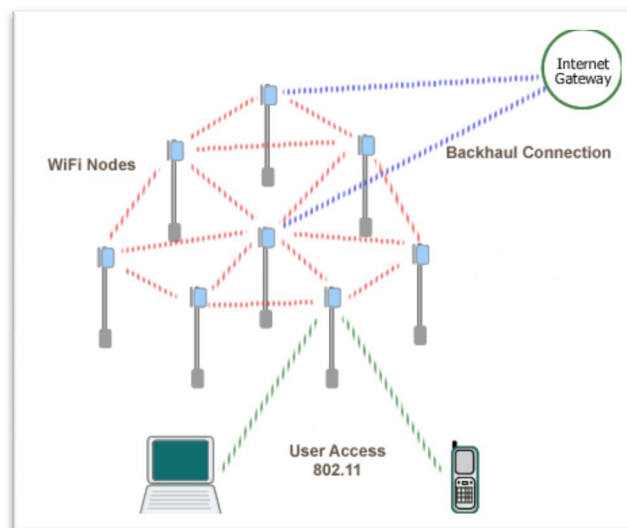 Internet
Gateway
WiFi Nodes
Backhaul Connection
User Access
802.11